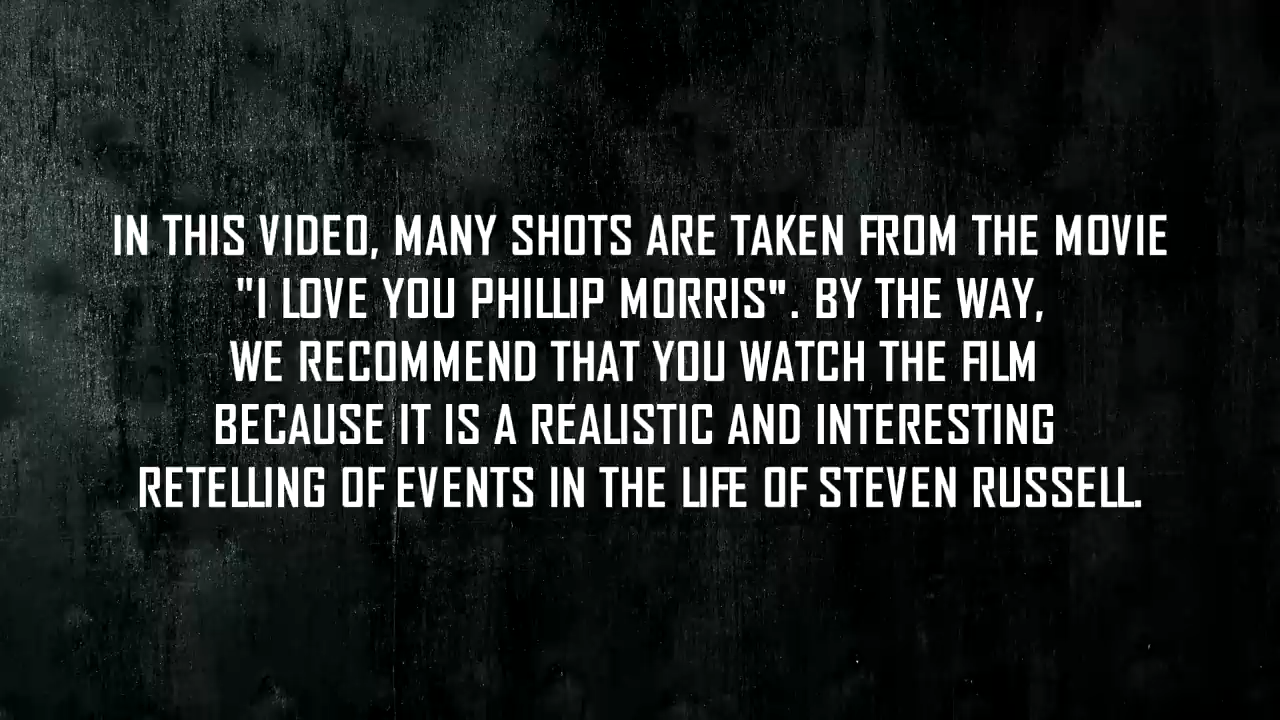 IN THIS VIDEO, MANY SHOTS ARE TAKEN FROM THE MOVIE
"I LOVE YOU PHILLIP MORRIS". BY THE WAY,
WE RECOMMEND THAT YOU WATCH THE FILM
BECAUSE IT IS A REALISTIC AND INTERESTING
RETELLING OF EVENTS IN THE LIFE OF STEVEN RUSSELL.